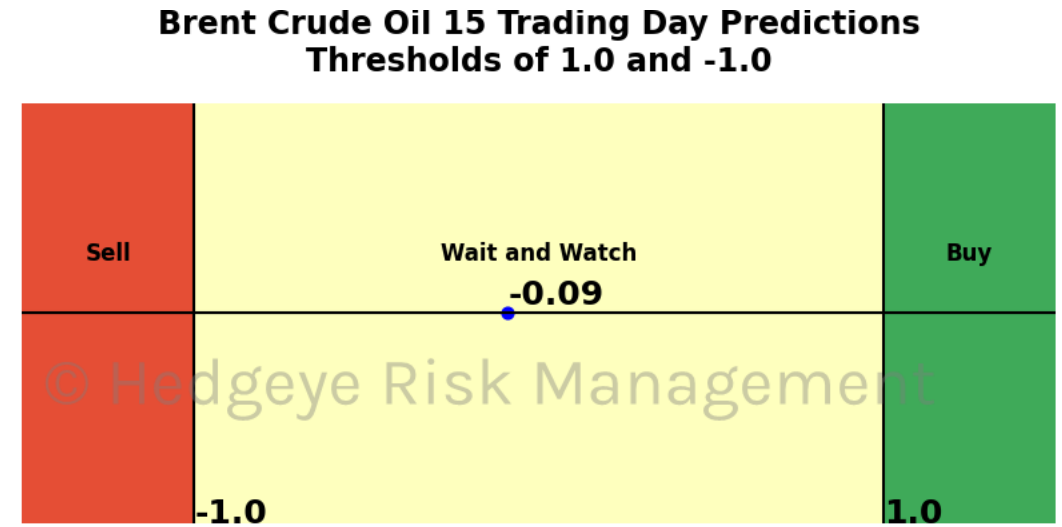 Brent Crude Oil 15 Trading Day Predictions
Thresholds of 1.0 and -1.0
Sell
Wait and Watch
Buy
-0.09
© Hedgeye Risk Management
-1.0
1.0